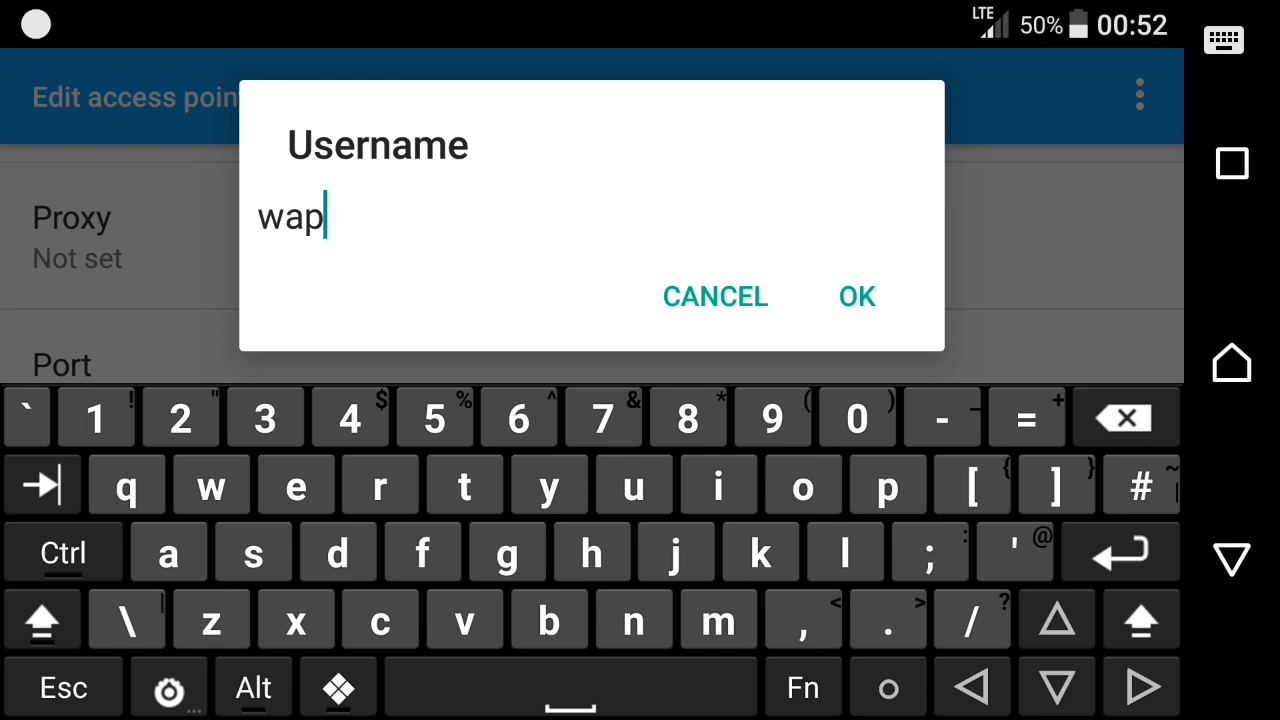 LTE 50% 00:52
Edit access poin
Username
wap
Proxy
Not set
CANCEL OK
Port
` 1 ! 2 " 3 4 $ 5 % 6 ^ 7 & 8 * 9 ( 0 ) - _ = +
q w e r t y u i o p [ { ] } # ~ |
Ctrl a s d f g h j k l ; : ' @
\ | z x c v b n m , < . > / ?
Esc ... Alt Fn